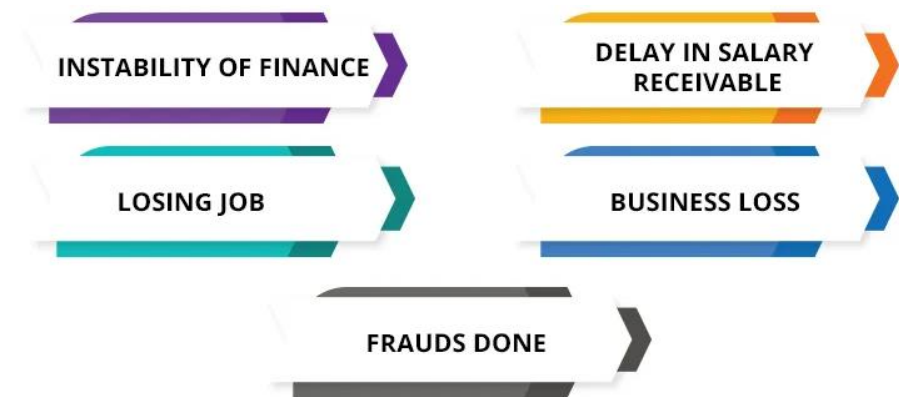 INSTABILITY OF FINANCE
DELAY IN SALARY
RECEIVABLE
LOSING JOB
BUSINESS LOSS
FRAUDS DONE